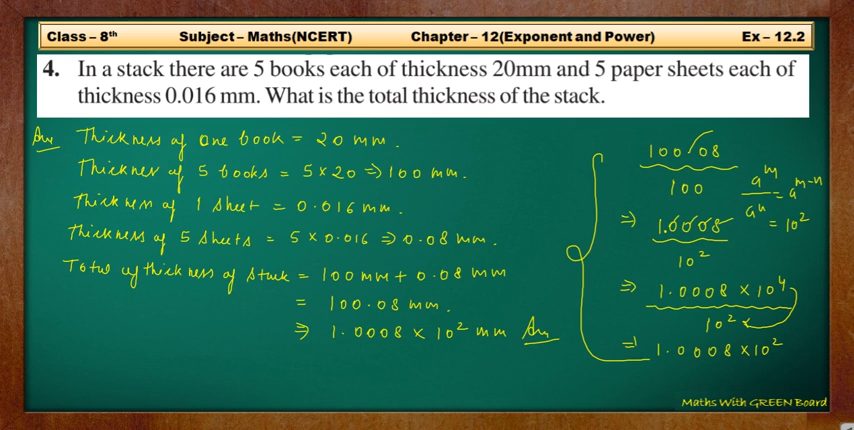 Class – 8th Subject – Maths(NCERT) Chapter – 12(Exponent and Power) Ex – 12.2
4. In a stack there are 5 books each of thickness 20mm and 5 paper sheets each of
thickness 0.016 mm. What is the total thickness of the stack.
Ans Thickness of one book = 20 mm.
Thickness of 5 books = 5 × 20 ⇒ 100 mm.
Thickness of 1 sheet = 0.016 mm.
Thickness of 5 sheets = 5 × 0.016 ⇒ 0.08 mm.
Total of thickness of stack = 100 mm + 0.08 mm
= 100.08 mm.
⇒ 1.0008 × 10² mm Ans
100/08
100
aᵐ/aⁿ = aᵐ⁻ⁿ
= 10²
⇒ 1.0008
10²
⇒ 1.0008 × 10⁴
10²
⇒ 1.0008 × 10²
Maths With GREEN Board